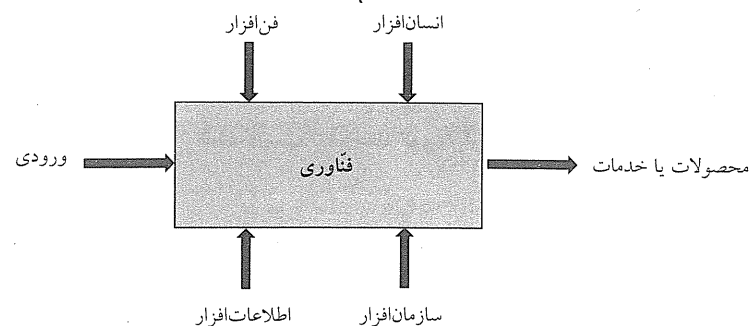 انسان‌افزار
فن‌افزار
ورودی
فنّاوری
محصولات یا خدمات
سازمان‌افزار
اطلاعات‌افزار